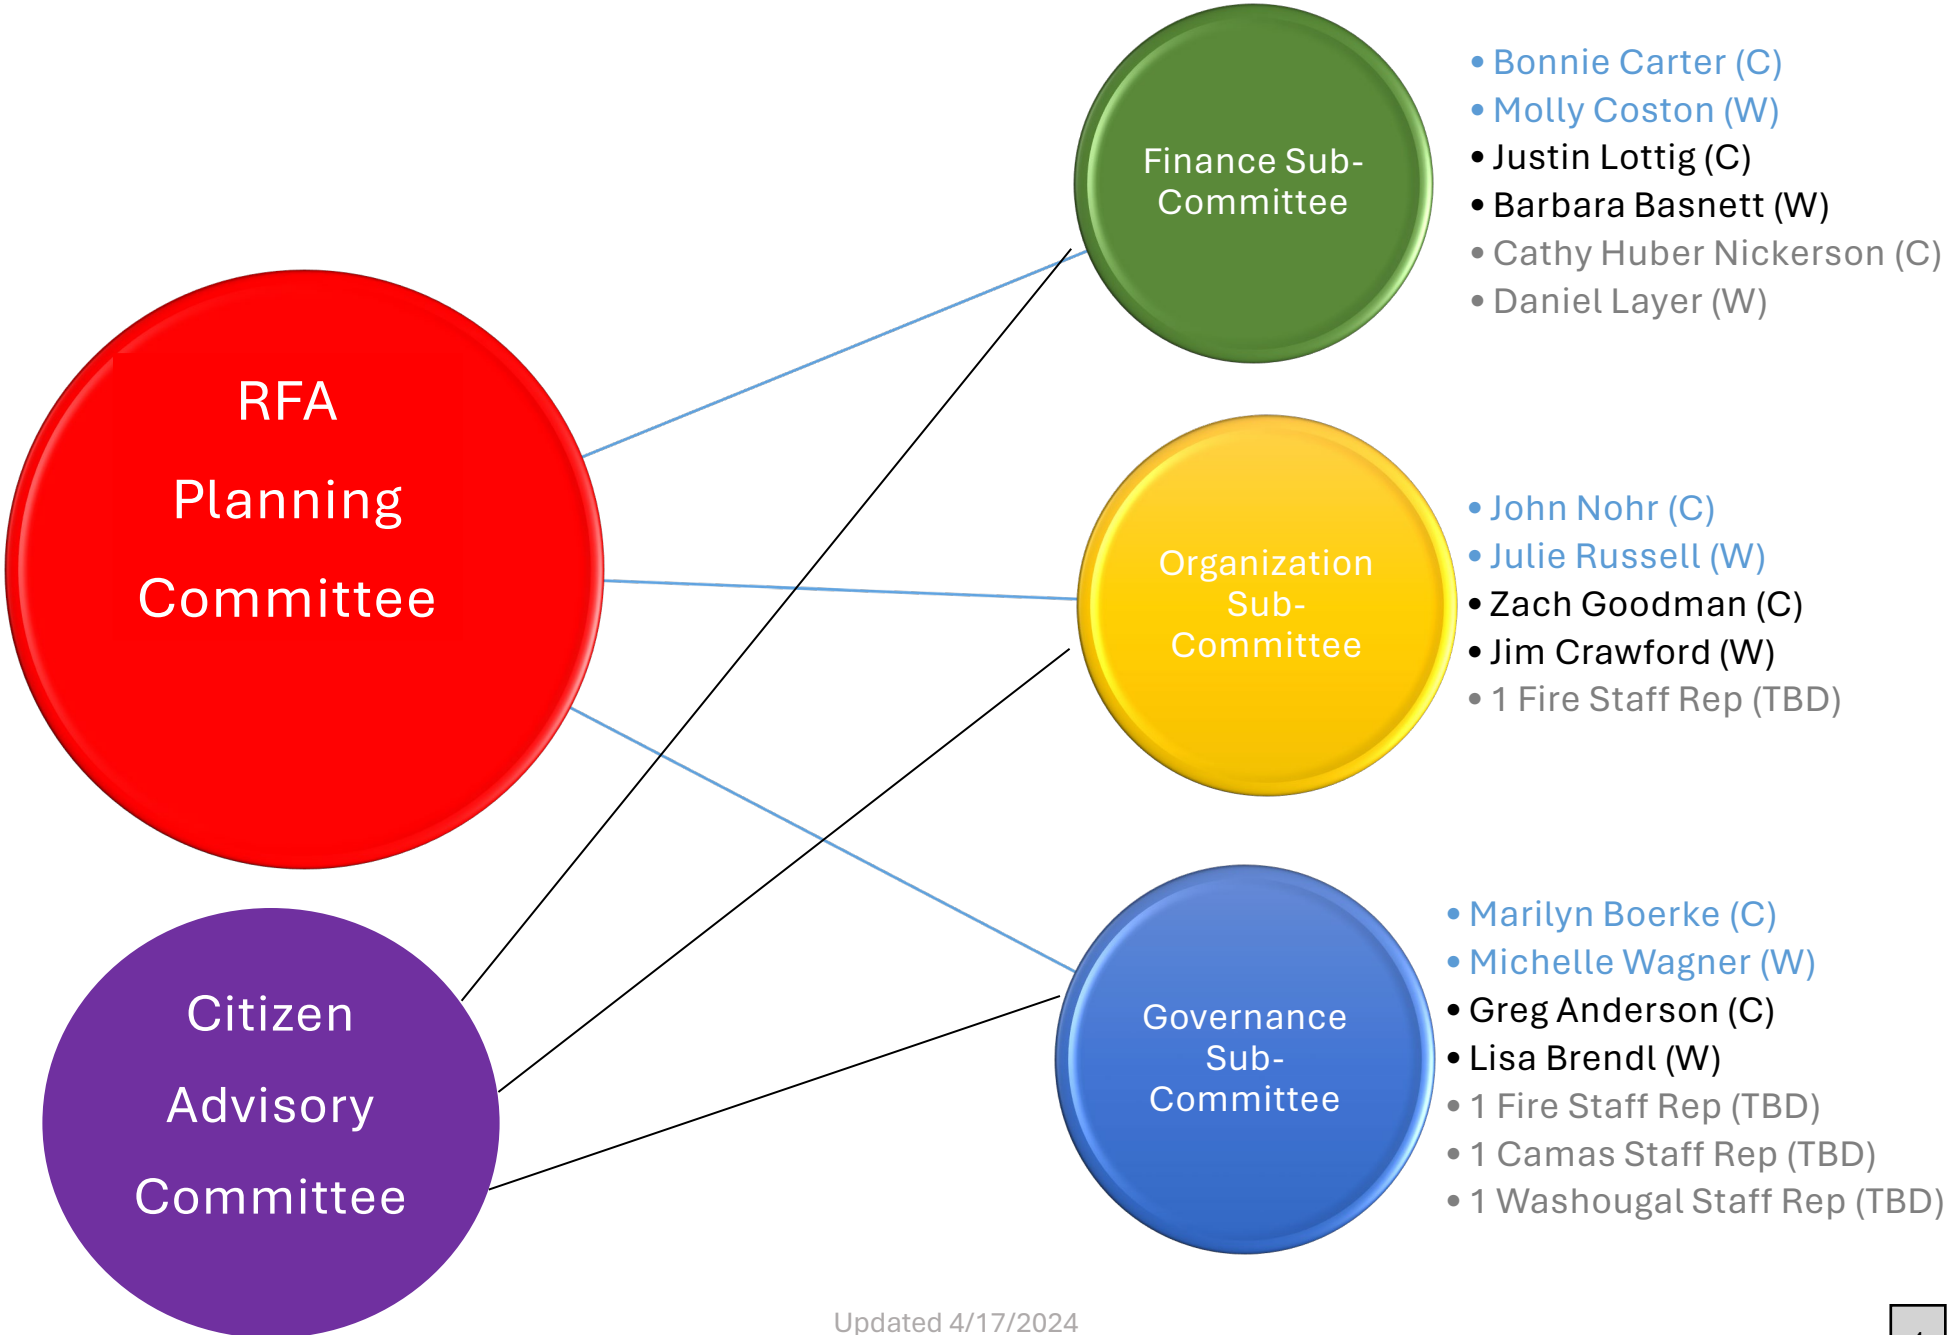 RFA
Planning
Committee
Citizen
Advisory
Committee
Finance Sub-
Committee
• Bonnie Carter (C)
• Molly Coston (W)
• Justin Lottig (C)
• Barbara Basnett (W)
• Cathy Huber Nickerson (C)
• Daniel Layer (W)
Organization
Sub-
Committee
• John Nohr (C)
• Julie Russell (W)
• Zach Goodman (C)
• Jim Crawford (W)
• 1 Fire Staff Rep (TBD)
Governance
Sub-
Committee
• Marilyn Boerke (C)
• Michelle Wagner (W)
• Greg Anderson (C)
• Lisa Brendl (W)
• 1 Fire Staff Rep (TBD)
• 1 Camas Staff Rep (TBD)
• 1 Washougal Staff Rep (TBD)
Updated 4/17/2024